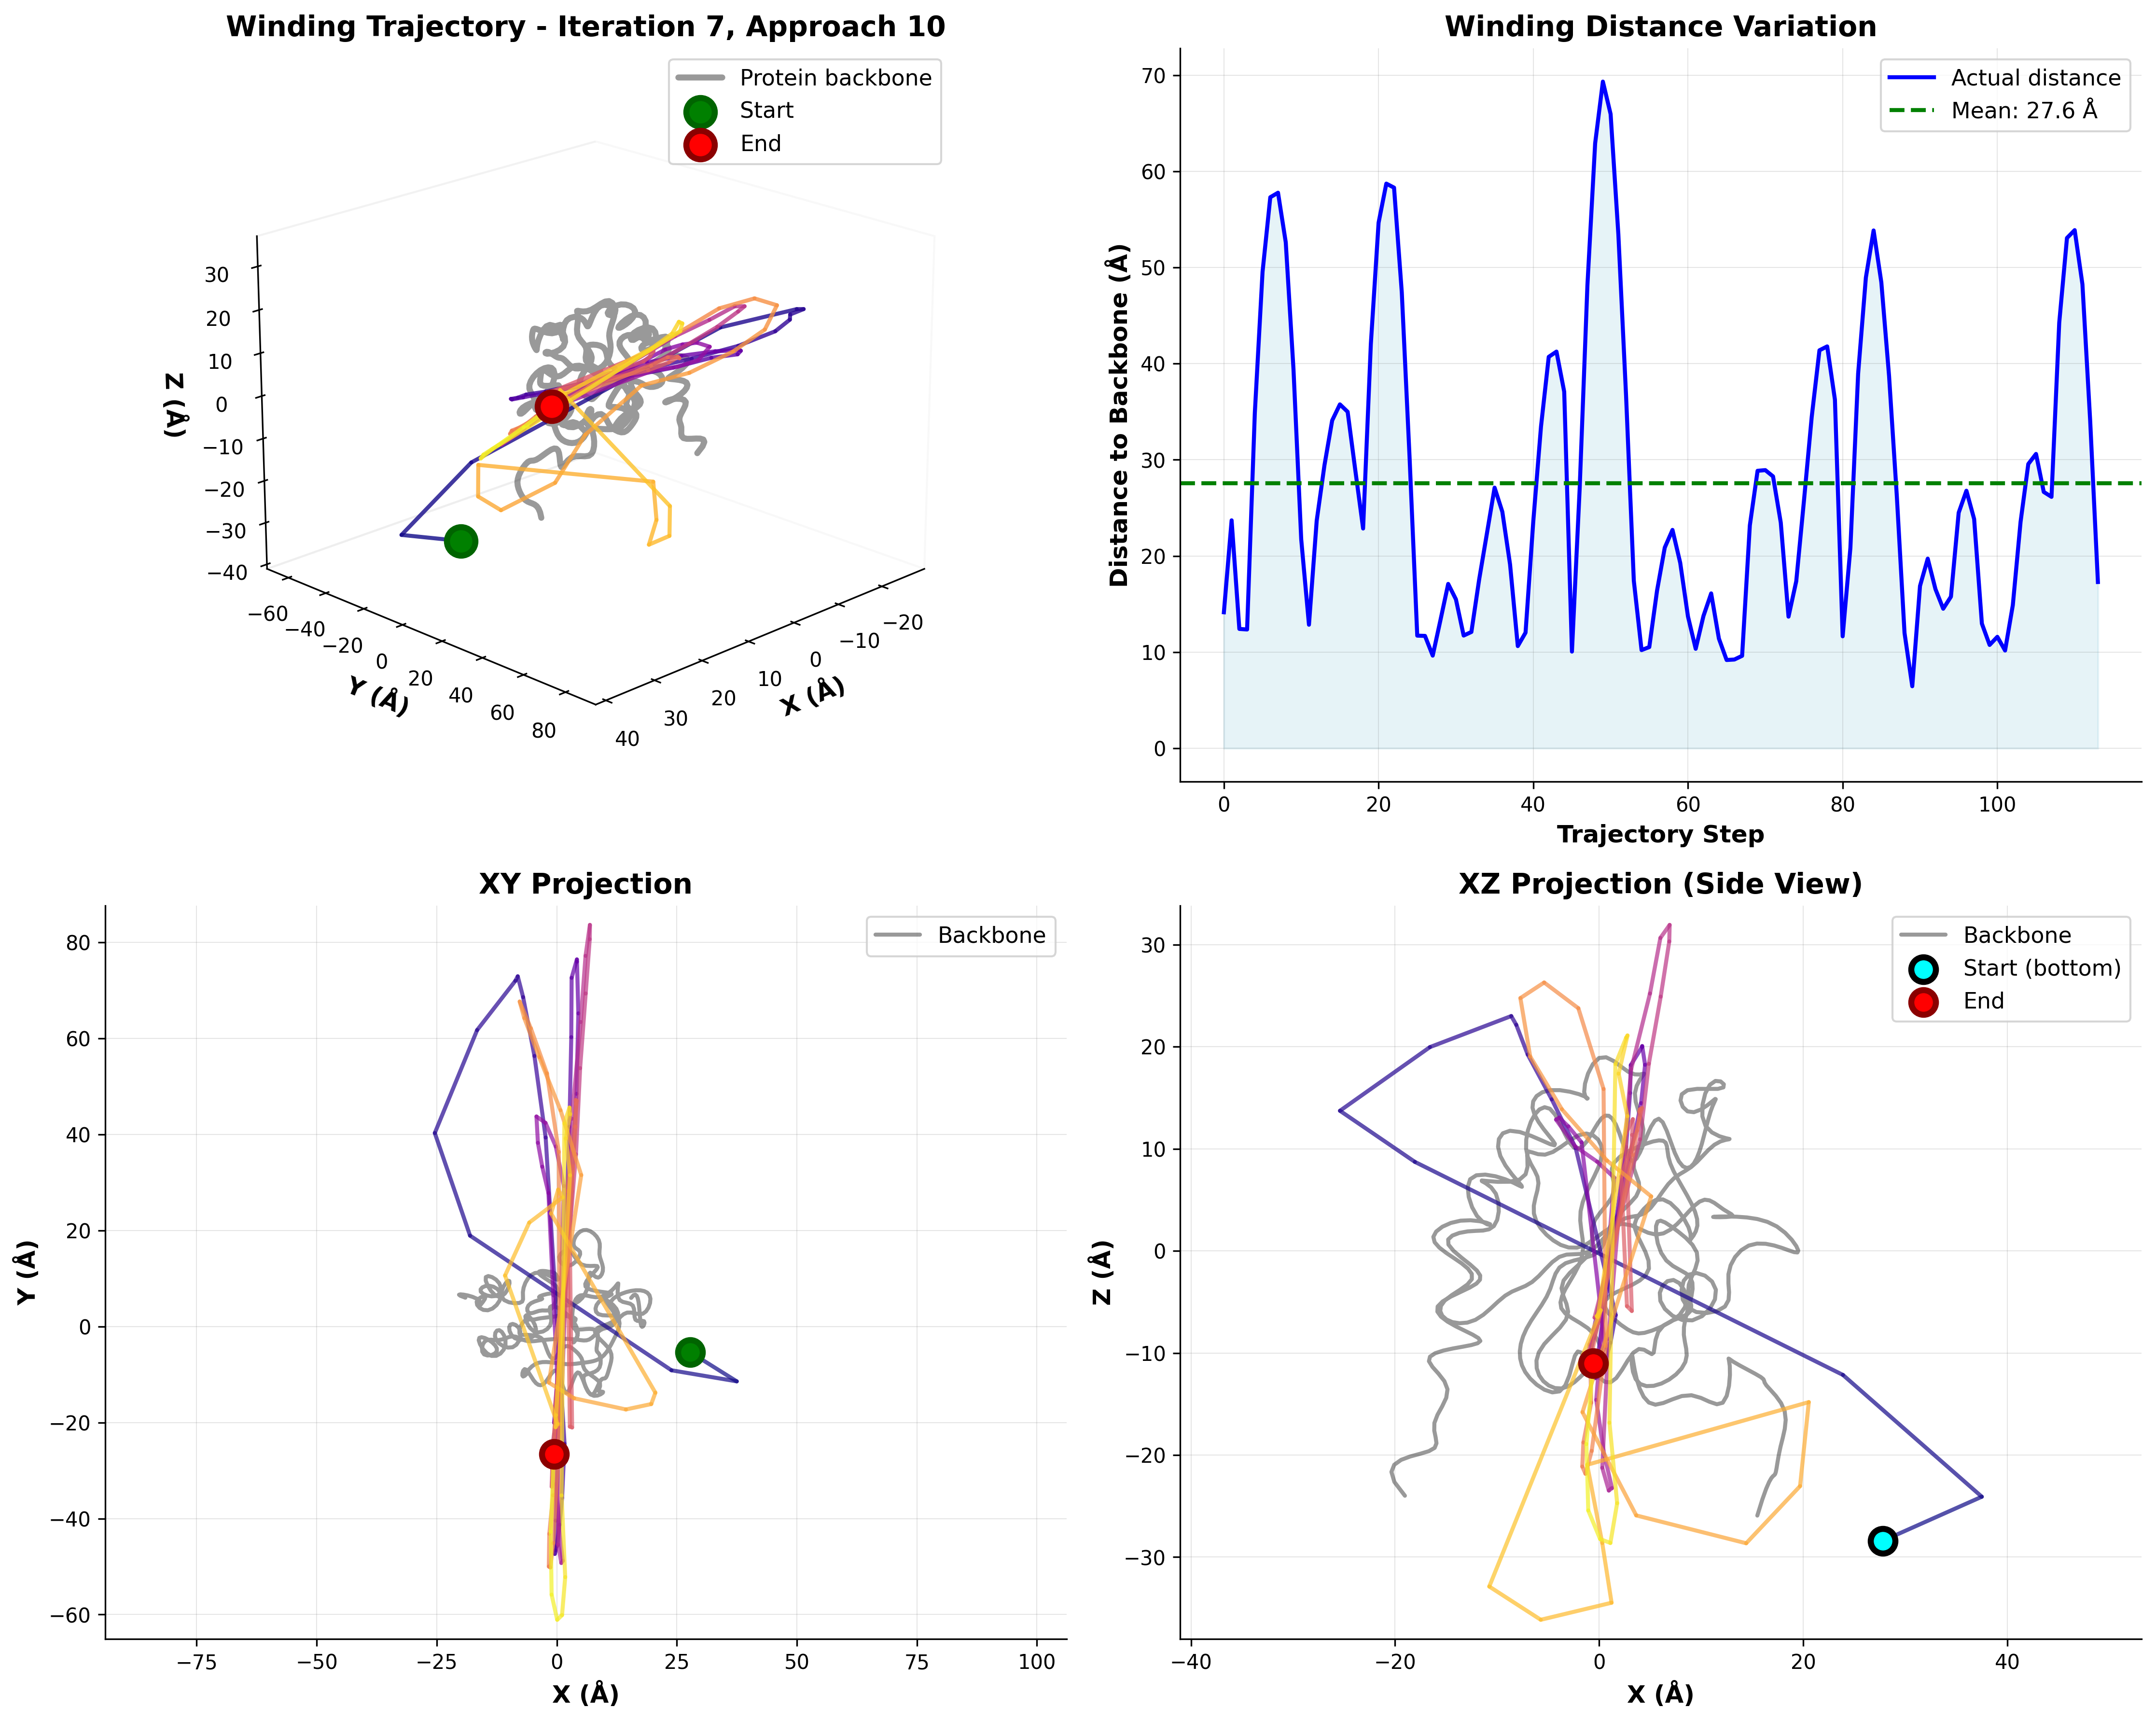 Winding Trajectory - Iteration 7, Approach 10
Protein backbone
Start
End
30
20
10
0
−10
−20
−30
−40
Z (Å)
−60
−40
−20
0
20
40
60
80
Y (Å)
40
30
20
10
0
−10
−20
X (Å)
Winding Distance Variation
Actual distance
Mean: 27.6 Å
70
60
50
40
30
20
10
0
Distance to Backbone (Å)
0 20 40 60 80 100
Trajectory Step
XY Projection
Backbone
80
60
40
20
0
−20
−40
−60
Y (Å)
−75 −50 −25 0 25 50 75 100
X (Å)
XZ Projection (Side View)
Backbone
Start (bottom)
End
30
20
10
0
−10
−20
−30
Z (Å)
−40 −20 0 20 40
X (Å)